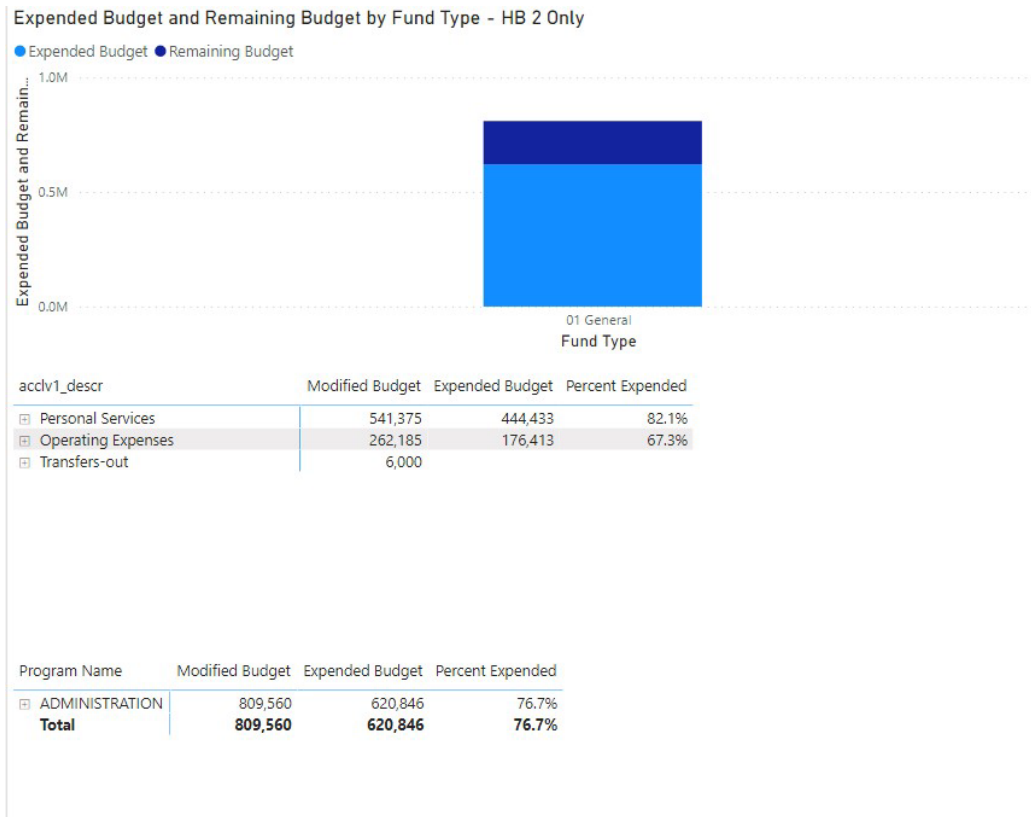 Expended Budget and Remaining Budget by Fund Type - HB 2 Only
Expended Budget Remaining Budget
Expended Budget and Remain...
1.0M
0.5M
0.0M
01 General
Fund Type
acclv1_descr Modified Budget Expended Budget Percent Expended
Personal Services 541,375 444,433 82.1%
Operating Expenses 262,185 176,413 67.3%
Transfers-out 6,000
Program Name Modified Budget Expended Budget Percent Expended
ADMINISTRATION 809,560 620,846 76.7%
Total 809,560 620,846 76.7%